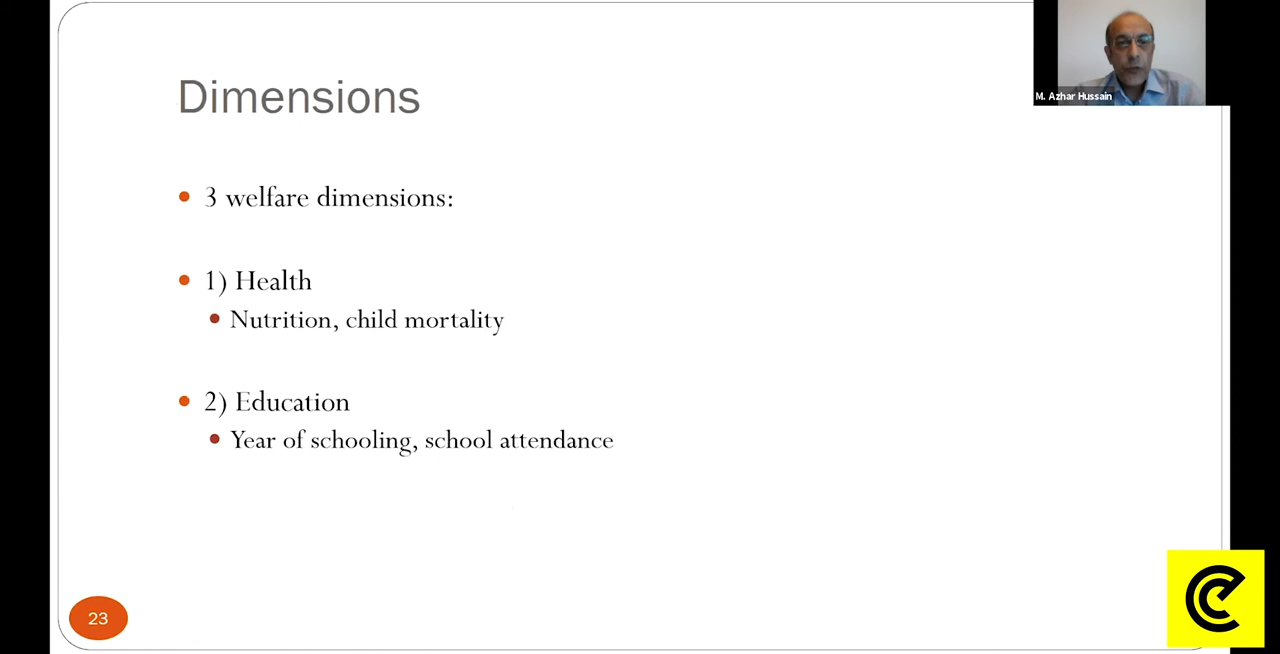 Dimensions
M. Azhar Hussain
3 welfare dimensions:
1) Health
Nutrition, child mortality
2) Education
Year of schooling, school attendance
23